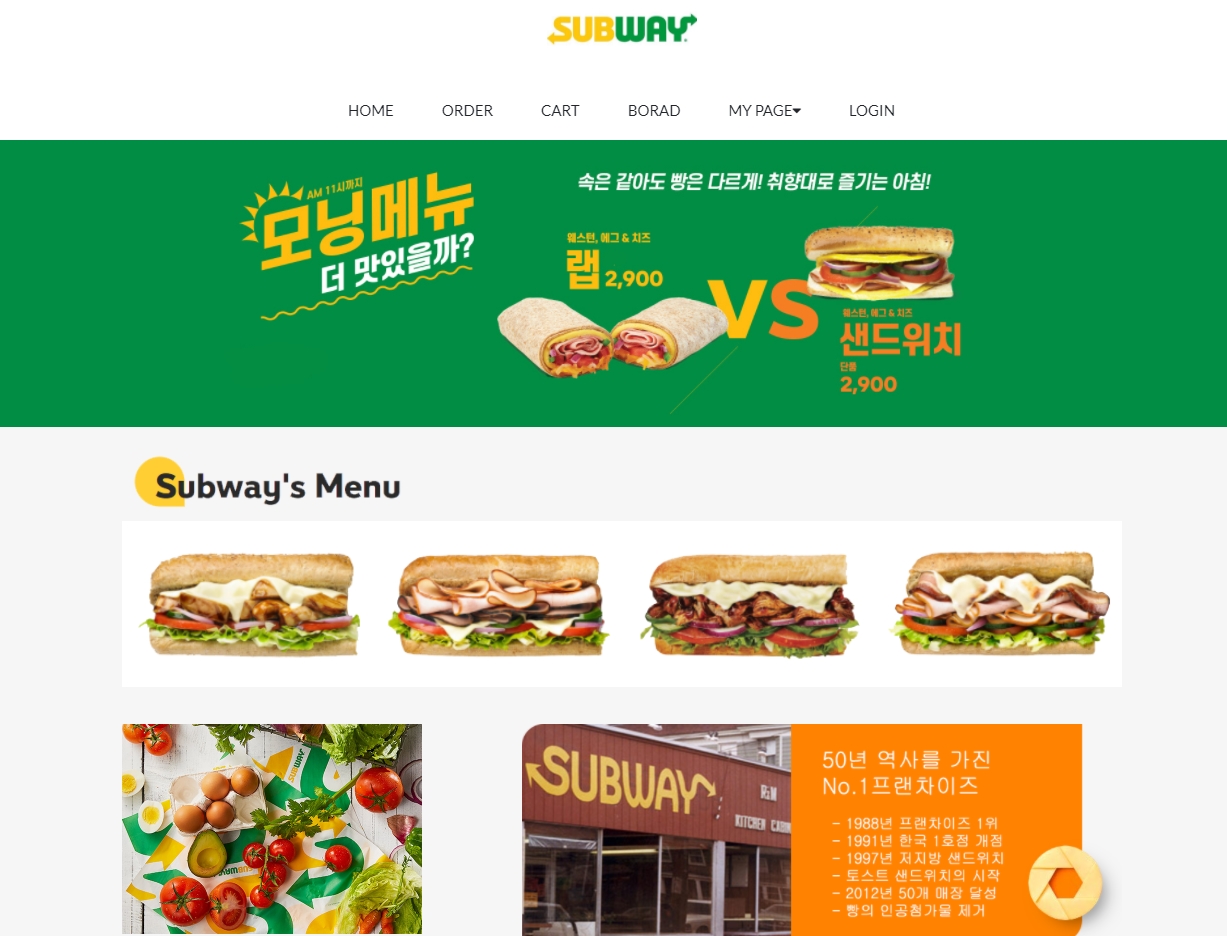 SUBWAY
HOME ORDER CART BORAD MY PAGE LOGIN
AM 11시까지
모닝메뉴
더 맛있을까?
속은 같아도 빵은 다르게! 취향대로 즐기는 아침!
웨스턴, 에그 & 치즈
랩 2,900
VS
웨스턴, 에그 & 치즈
샌드위치
단품
2,900
Subway's Menu
SUBWAY
SUBWAY
SUBWAY
R&M
KITCHEN CABIN
50년 역사를 가진
No.1프랜차이즈
- 1988년 프랜차이즈 1위
- 1991년 한국 1호점 개점
- 1997년 저지방 샌드위치
- 토스트 샌드위치의 시작
- 2012년 50개 매장 달성
- 빵의 인공첨가물 제거